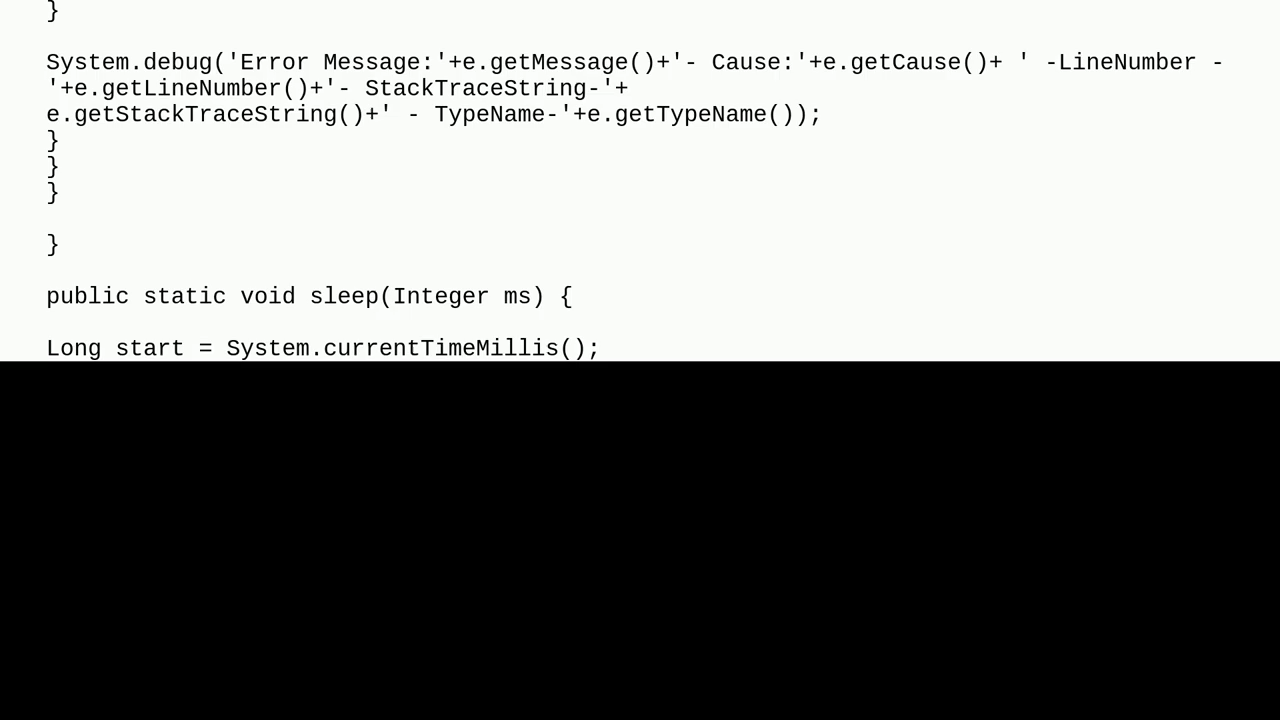 }
System.debug('Error Message:'+e.getMessage()+'- Cause:'+e.getCause()+ ' -LineNumber -
'+e.getLineNumber()+'- StackTraceString-'+
e.getStackTraceString()+' - TypeName-'+e.getTypeName());
}
}
}
}
public static void sleep(Integer ms) {
Long start = System.currentTimeMillis();